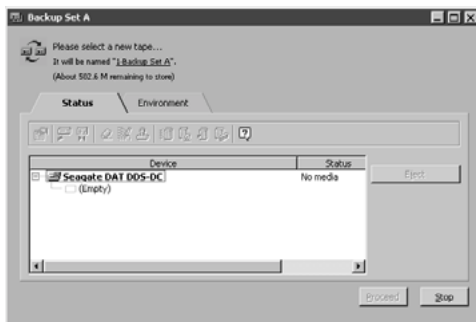 Backup Set A
Please select a new tape...
It will be named "1-Backup Set A".
(About 502.6 M remaining to store)
Status Environment
Device Status
Seagate DAT DDS-DC No media
(Empty)
Eject
Proceed Stop